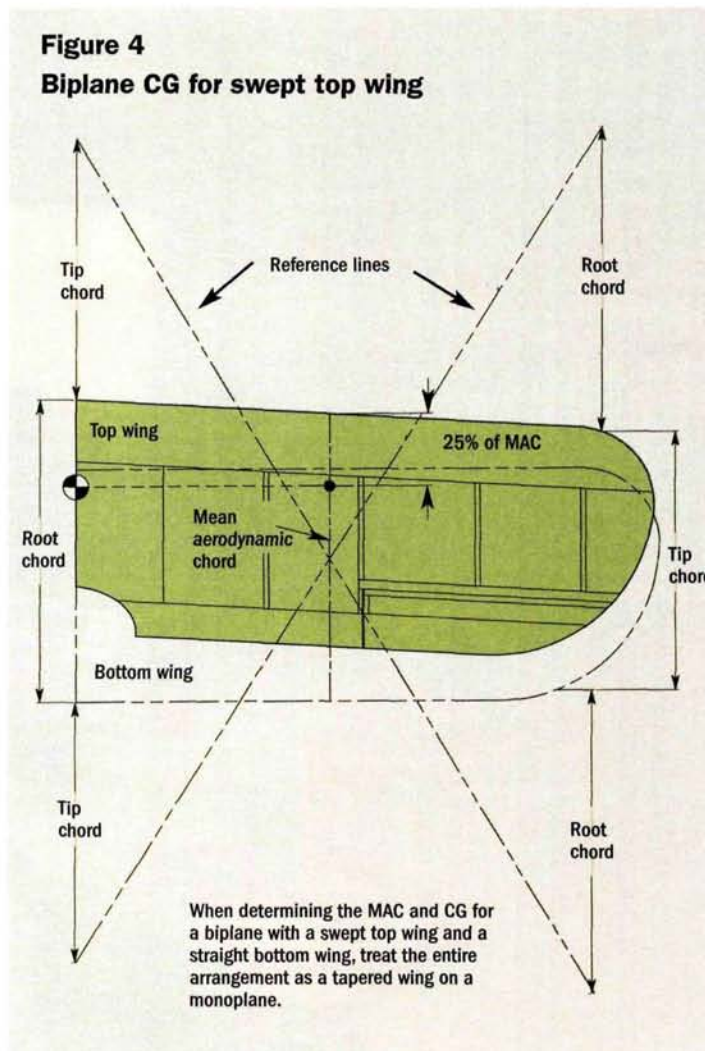 Figure 4
Biplane CG for swept top wing
Tip
chord
Reference lines
Root
chord
Top wing
25% of MAC
Mean
aerodynamic
chord
Root
chord
Tip
chord
Bottom wing
Tip
chord
Root
chord
When determining the MAC and CG for
a biplane with a swept top wing and a
straight bottom wing, treat the entire
arrangement as a tapered wing on a
monoplane.